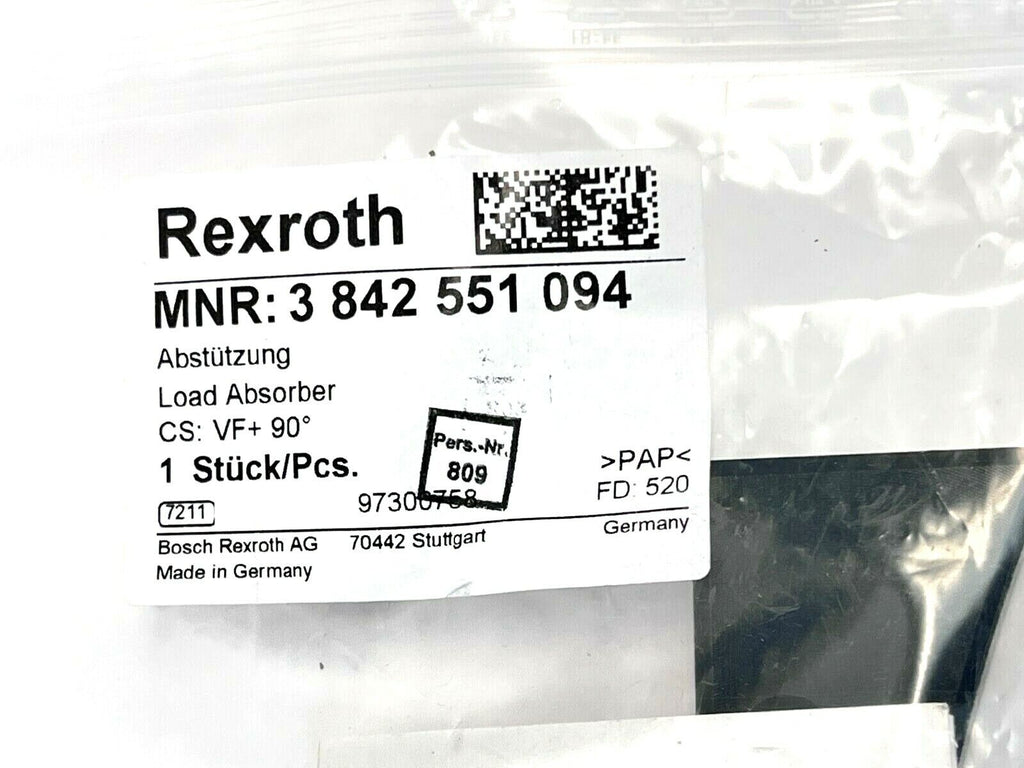 Rexroth
MNR: 3 842 551 094
Abstützung
Load Absorber
CS: VF+ 90°
1 Stück/Pcs.
Pers.-Nr.
809
>PAP<
FD: 520
7211
97300758
Bosch Rexroth AG 70442 Stuttgart Germany
Made in Germany